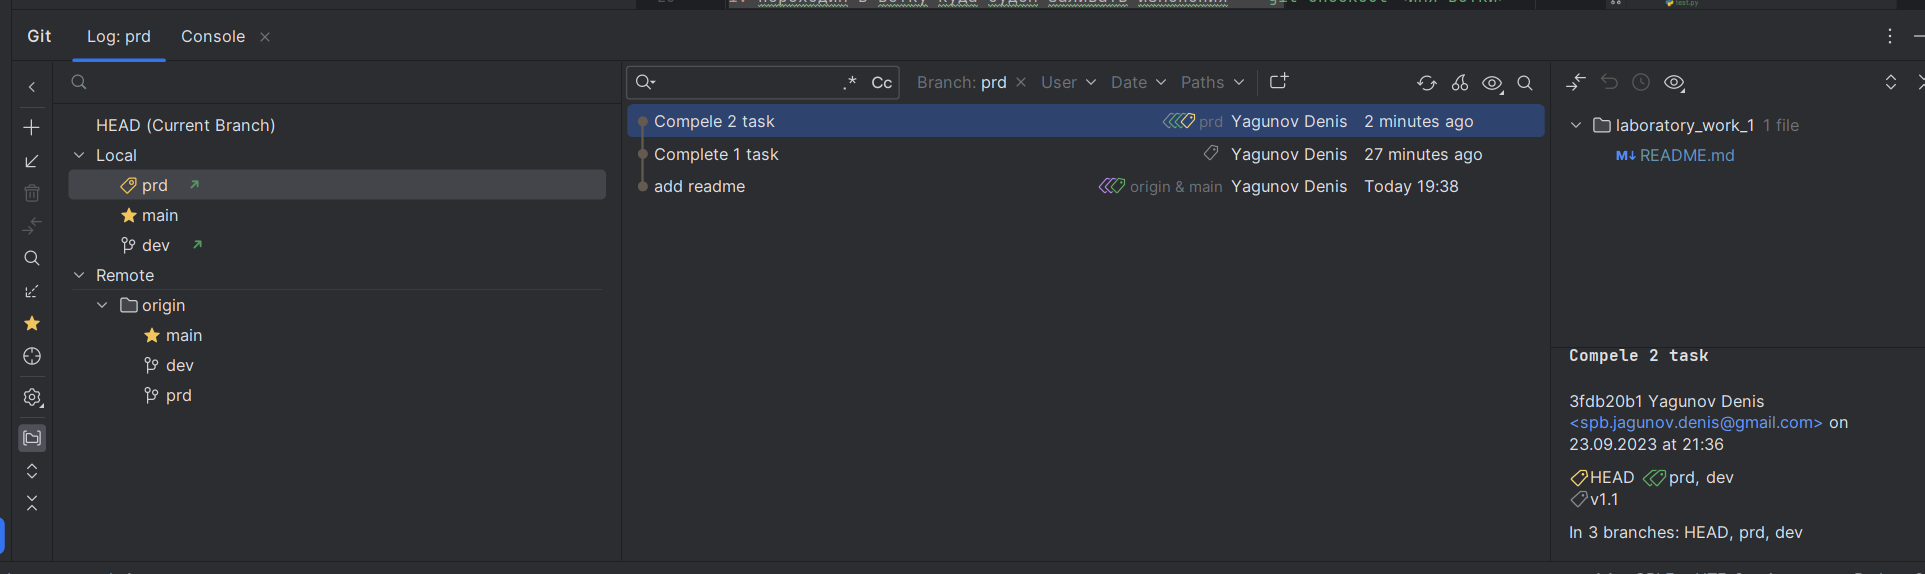 test.py
Git Log: prd Console
.* Cc Branch: prd User Date Paths
HEAD (Current Branch)
Local
prd
main
dev
Remote
origin
main
dev
prd
Compele 2 task prd Yagunov Denis 2 minutes ago
Complete 1 task Yagunov Denis 27 minutes ago
add readme origin & main Yagunov Denis Today 19:38
laboratory_work_1 1 file
M↓ README.md
Compele 2 task
3fdb20b1 Yagunov Denis
<spb.jagunov.denis@gmail.com> on
23.09.2023 at 21:36
HEAD prd, dev
v1.1
In 3 branches: HEAD, prd, dev